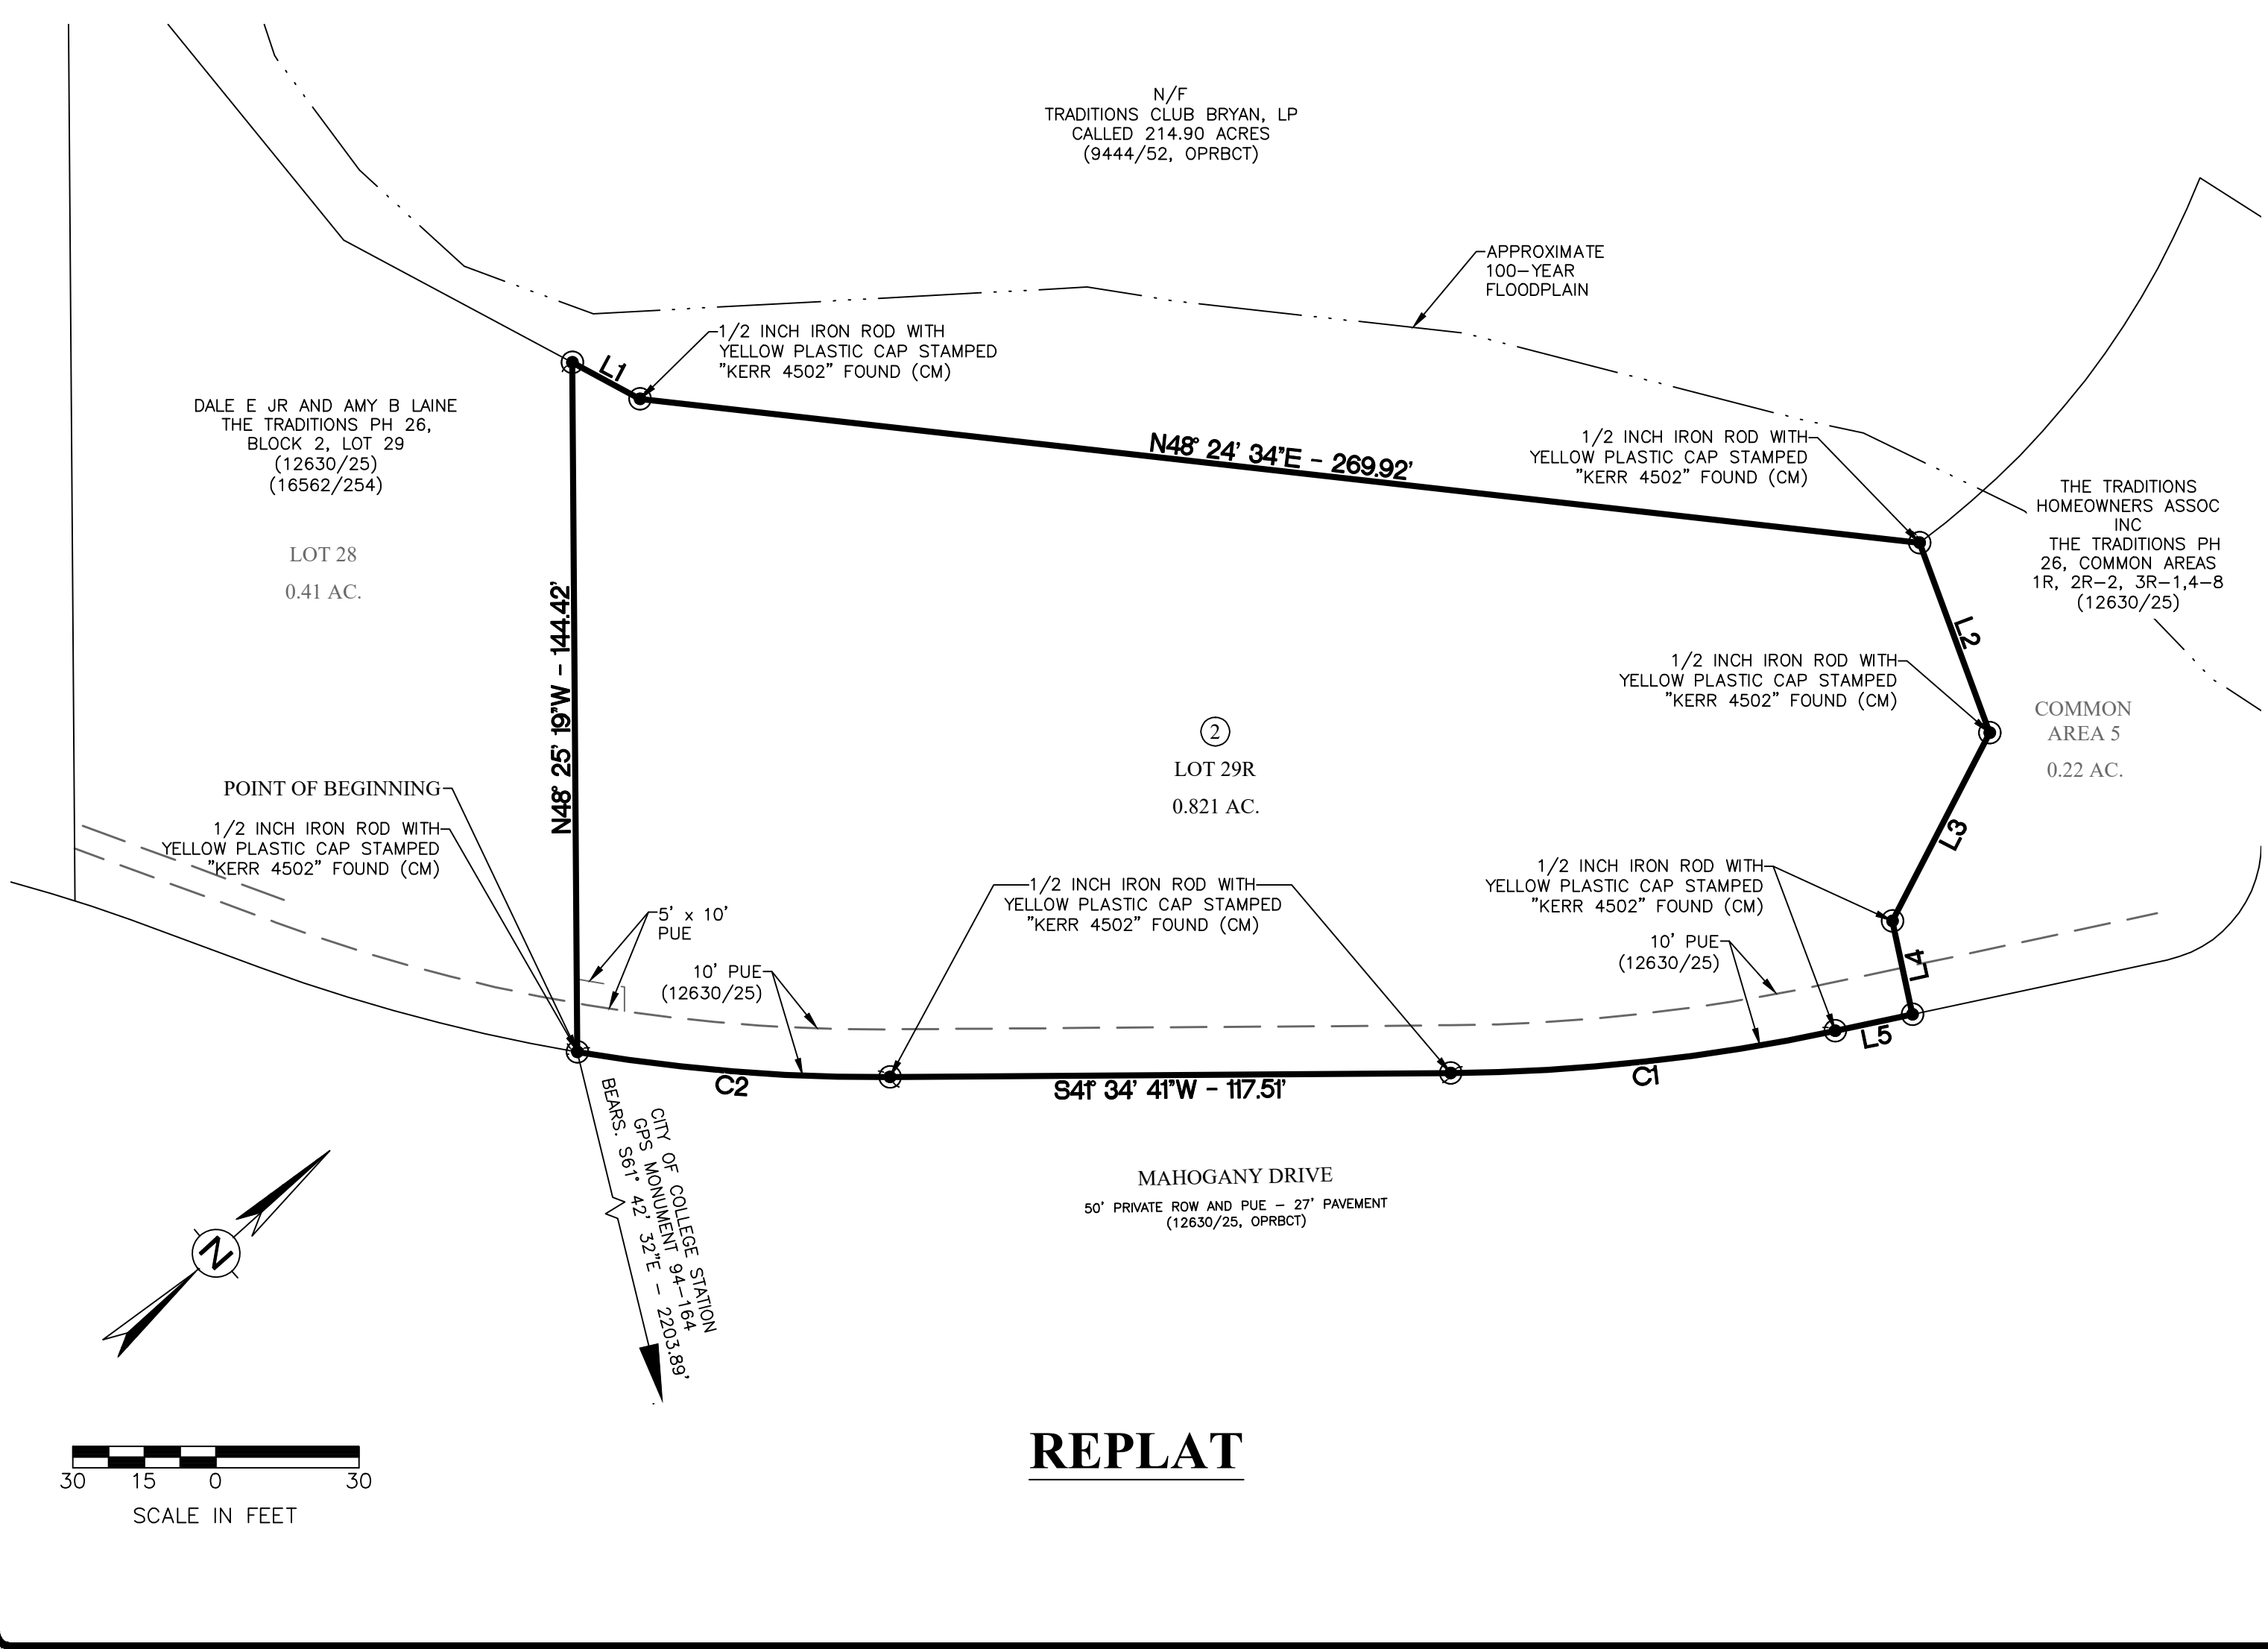 N/F
TRADITIONS CLUB BRYAN, LP
CALLED 214.90 ACRES
(9444/52, OPRBCT)
APPROXIMATE
100-YEAR
FLOODPLAIN
1/2 INCH IRON ROD WITH
YELLOW PLASTIC CAP STAMPED
"KERR 4502" FOUND (CM)
L1
DALE E JR AND AMY B LAINE
THE TRADITIONS PH 26,
BLOCK 2, LOT 29
(12630/25)
(16562/254)
LOT 28
0.41 AC.
N48° 24' 34"E - 269.92'
1/2 INCH IRON ROD WITH
YELLOW PLASTIC CAP STAMPED
"KERR 4502" FOUND (CM)
THE TRADITIONS
HOMEOWNERS ASSOC
INC
THE TRADITIONS PH
26, COMMON AREAS
1R, 2R-2, 3R-1,4-8
(12630/25)
L2
N48° 25' 19"W - 144.42'
1/2 INCH IRON ROD WITH
YELLOW PLASTIC CAP STAMPED
"KERR 4502" FOUND (CM)
COMMON
AREA 5
0.22 AC.
2
LOT 29R
0.821 AC.
L3
POINT OF BEGINNING
1/2 INCH IRON ROD WITH
YELLOW PLASTIC CAP STAMPED
"KERR 4502" FOUND (CM)
1/2 INCH IRON ROD WITH
YELLOW PLASTIC CAP STAMPED
"KERR 4502" FOUND (CM)
1/2 INCH IRON ROD WITH
YELLOW PLASTIC CAP STAMPED
"KERR 4502" FOUND (CM)
5' x 10'
PUE
10' PUE
(12630/25)
10' PUE
(12630/25)
L4
L5
C2
S41° 34' 41"W - 117.51'
C1
CITY OF COLLEGE STATION
GPS MONUMENT 94-164
BEARS. S61° 42' 32"E - 2203.89'
MAHOGANY DRIVE
50' PRIVATE ROW AND PUE - 27' PAVEMENT
(12630/25, OPRBCT)
N
REPLAT
30 15 0 30
SCALE IN FEET